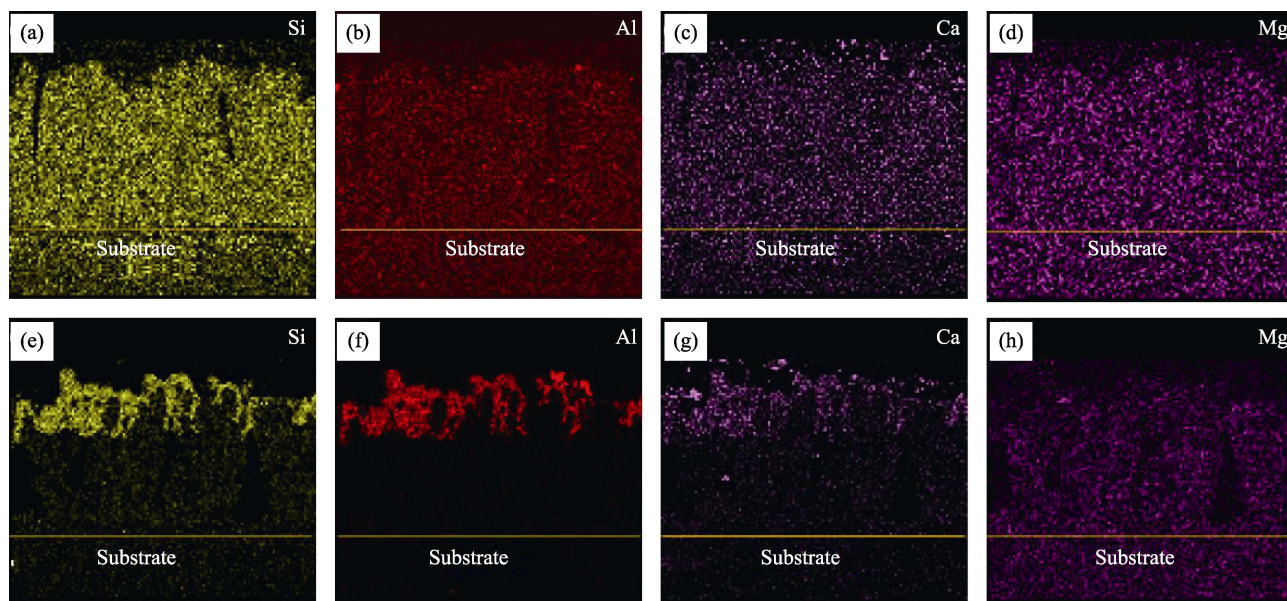 (a) Si
(b) Al
(c) Ca
(d) Mg
Substrate
Substrate
Substrate
Substrate
(e) Si
(f) Al
(g) Ca
(h) Mg
Substrate
Substrate
Substrate
Substrate